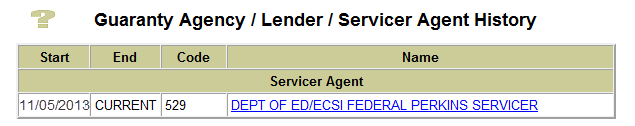 Guaranty Agency / Lender / Servicer Agent History
Start End Code Name
Servicer Agent
11/05/2013 CURRENT 529 DEPT OF ED/ECSI FEDERAL PERKINS SERVICER